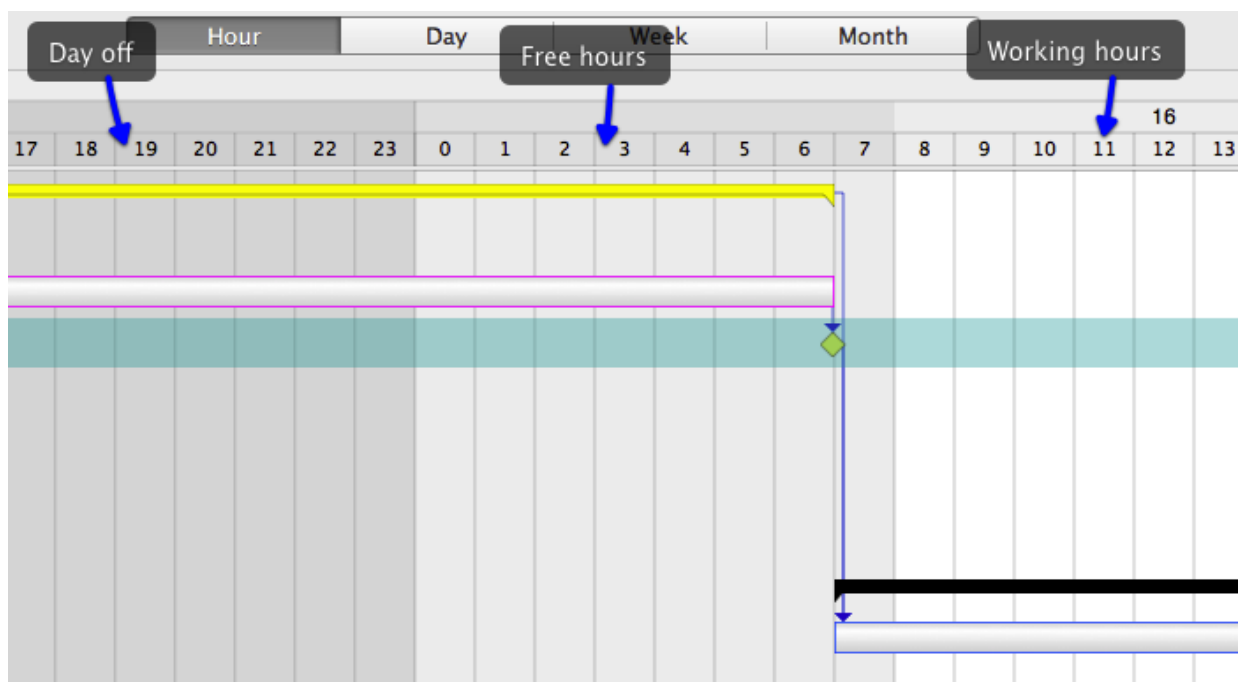 Hour Day Week Month
Day off Free hours Working hours
16
17 18 19 20 21 22 23 0 1 2 3 4 5 6 7 8 9 10 11 12 13